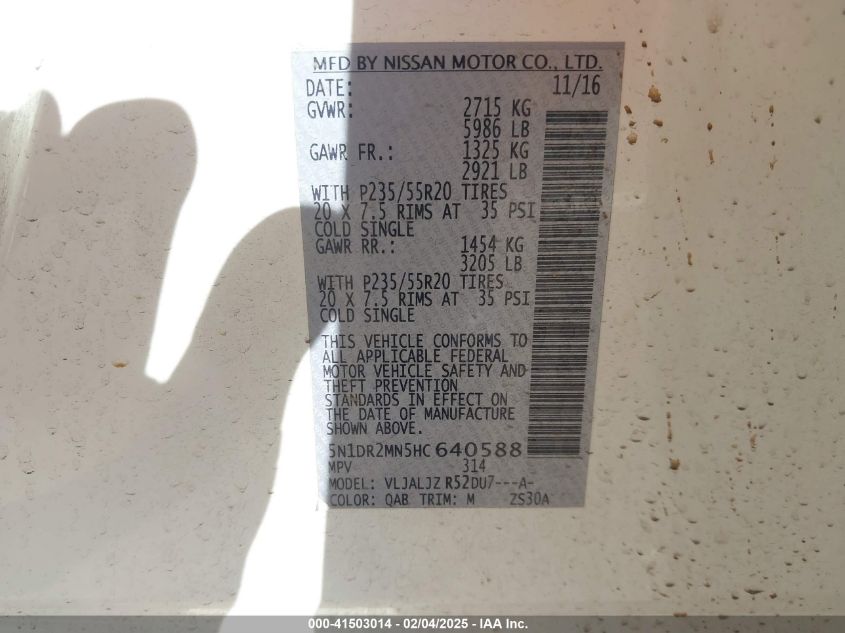 MFD BY NISSAN MOTOR CO., LTD.
DATE: 11/16
GVWR: 2715 KG
5986 LB
GAWR FR.: 1325 KG
2921 LB
WITH P235/55R20 TIRES
20 X 7.5 RIMS AT 35 PSI
COLD SINGLE
GAWR RR.: 1454 KG
3205 LB
WITH P235/55R20 TIRES
20 X 7.5 RIMS AT 35 PSI
COLD SINGLE
THIS VEHICLE CONFORMS TO
ALL APPLICABLE FEDERAL
MOTOR VEHICLE SAFETY AND
THEFT PREVENTION
STANDARDS IN EFFECT ON
THE DATE OF MANUFACTURE
SHOWN ABOVE.
5N1DR2MN5HC640588
MPV 314
MODEL: VLJALJZ R52DU7---A-
COLOR: QAB TRIM: M ZS30A
000-41503014 - 02/04/2025 - IAA Inc.